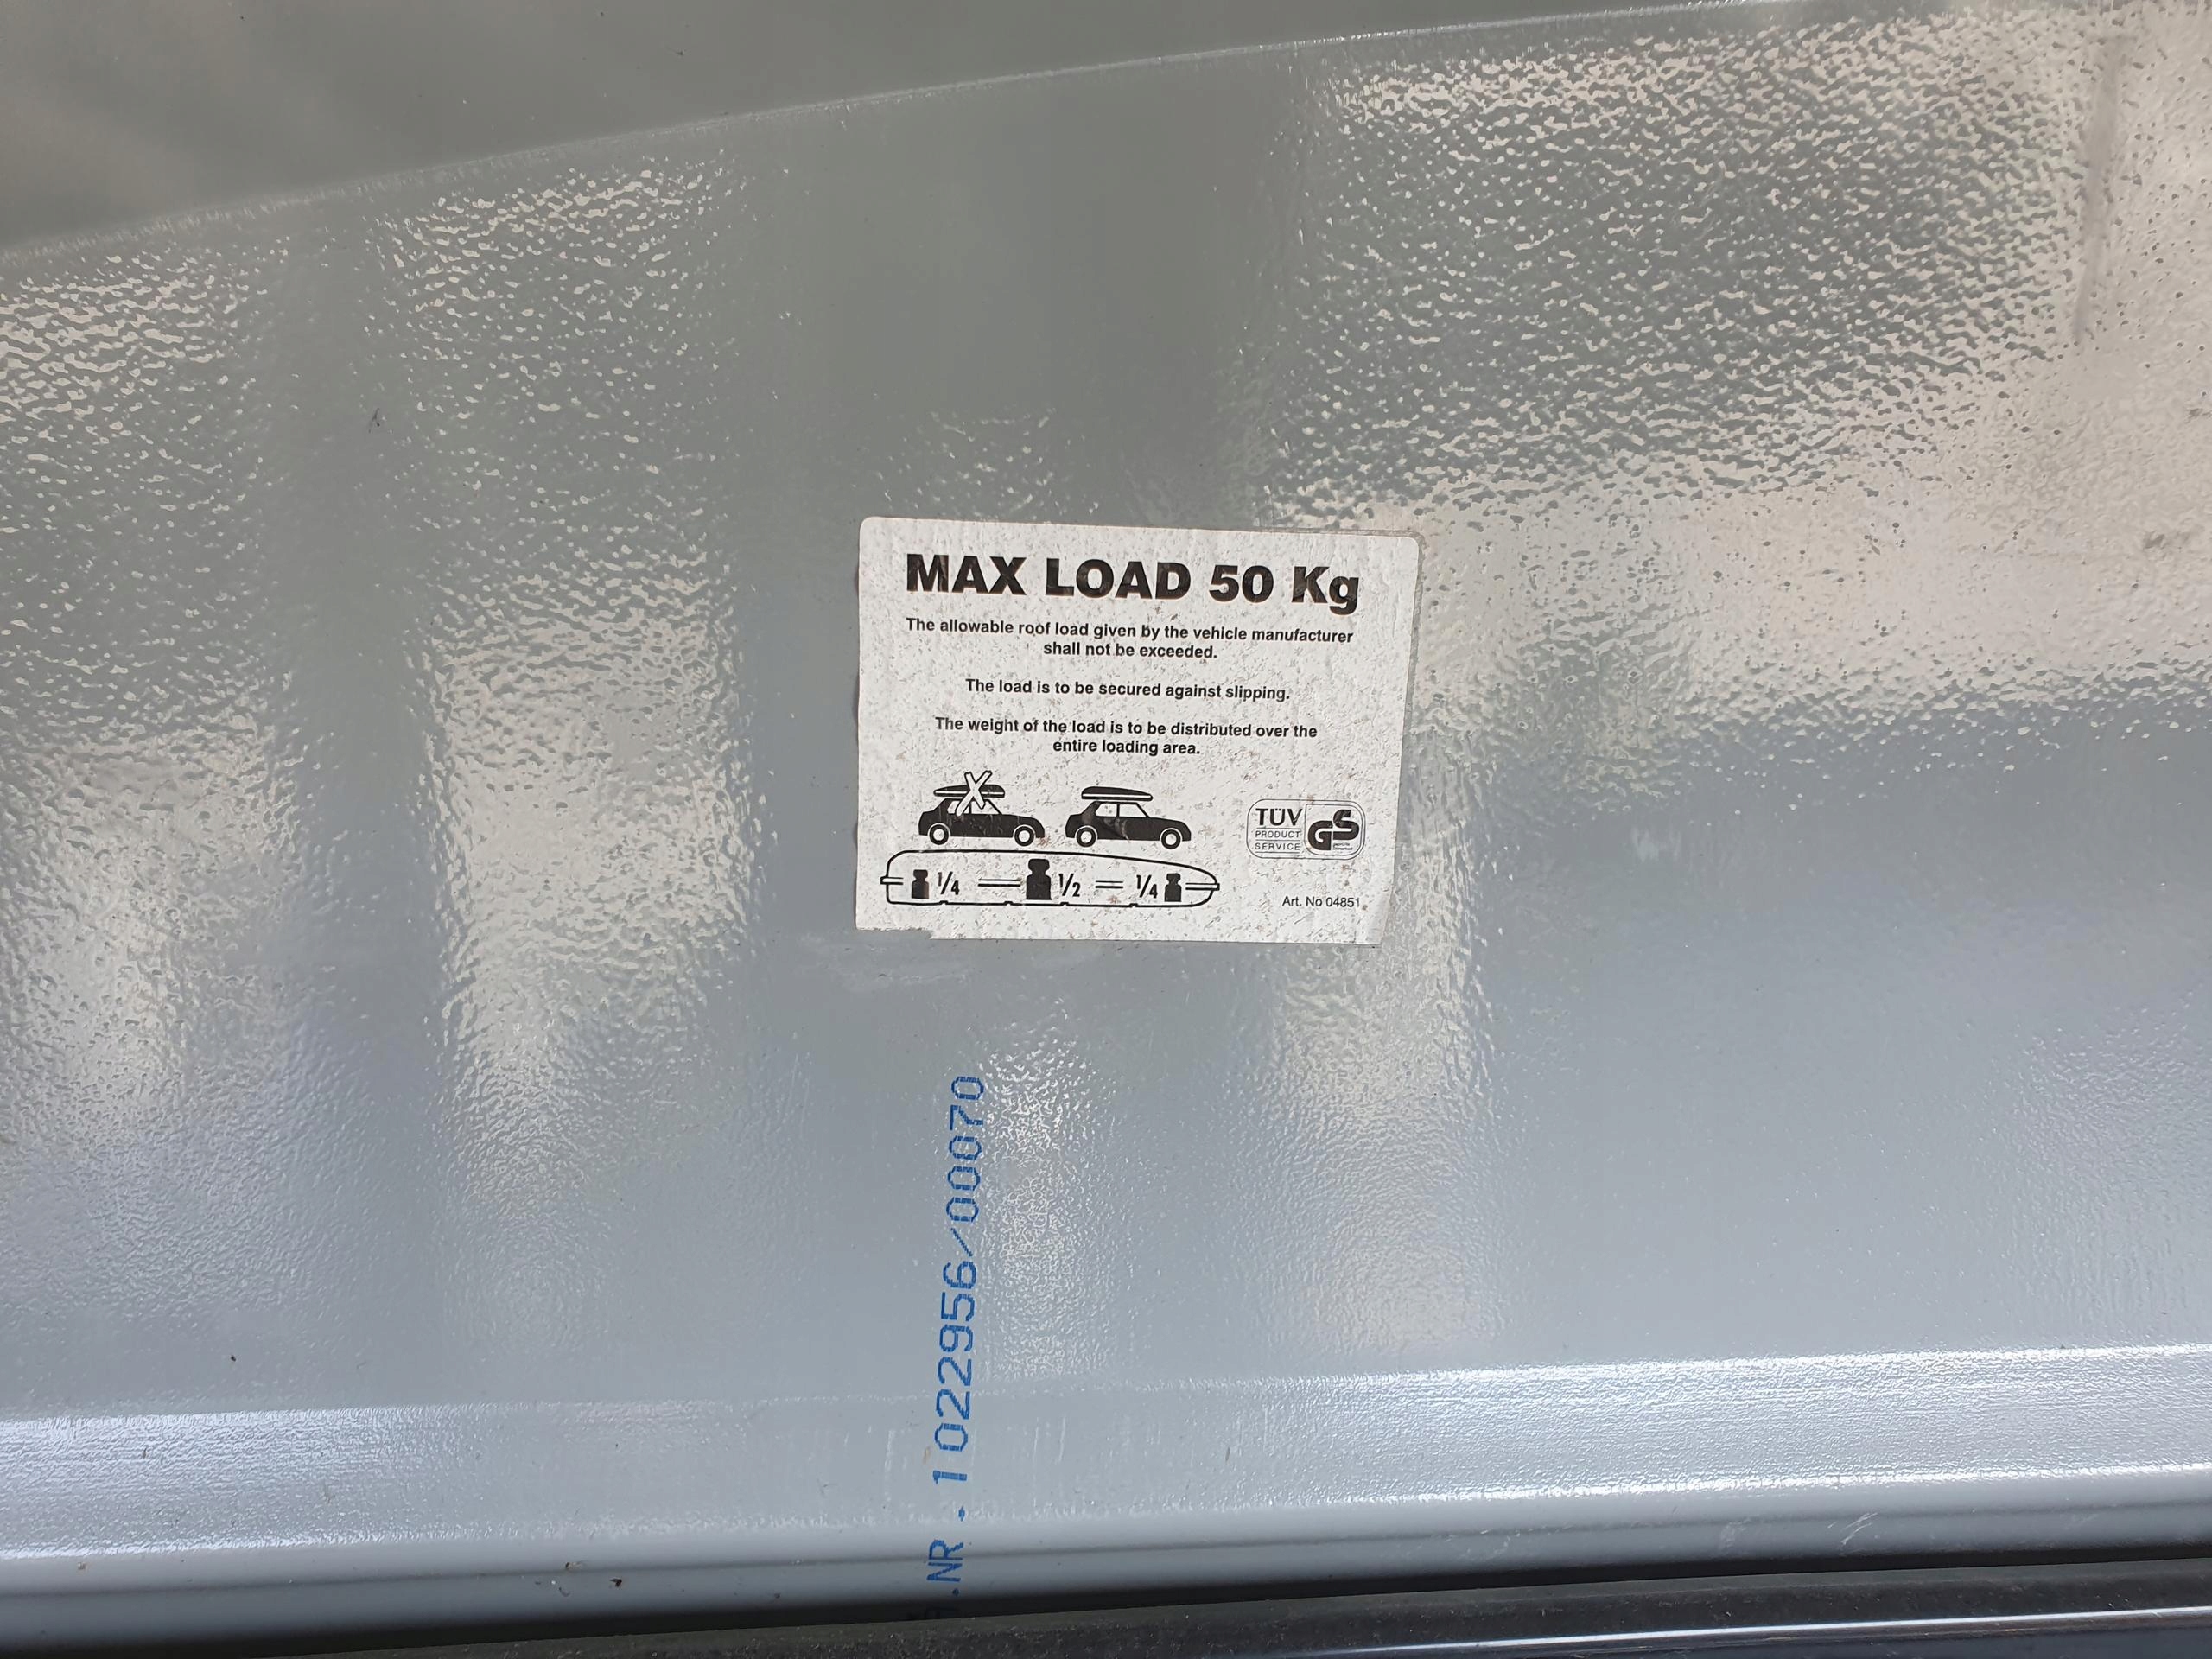 MAX LOAD 50 Kg
The allowable roof load given by the vehicle manufacturer
shall not be exceeded.
The load is to be secured against slipping.
The weight of the load is to be distributed over the
entire loading area.
X
1/4 = 1/2 = 1/4
TÜV
PRODUCT
SERVICE
GS
Art. No 04851
.NR. 1022956/00070